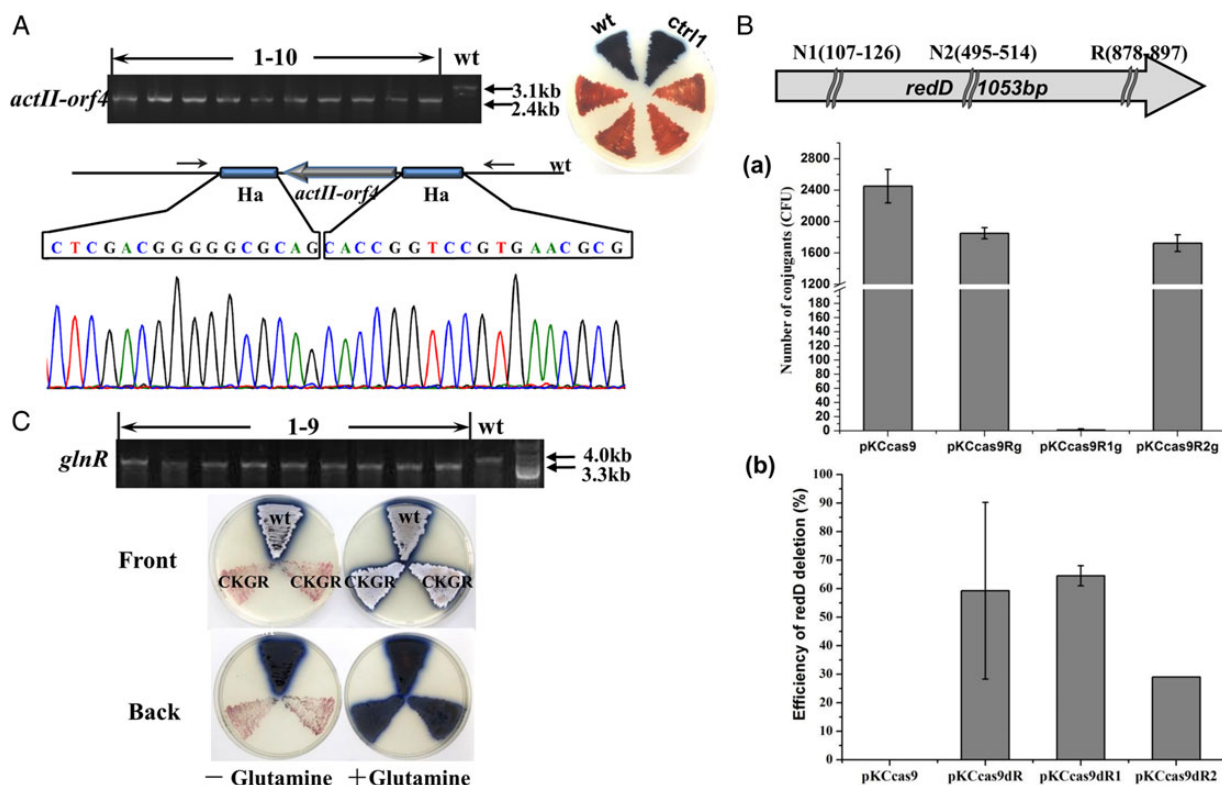 A
1-10
wt
actII-orf4
3.1kb
2.4kb
wt
ctrl1
wt
Ha
actII-orf4
Ha
C T C G A C G G G G G C G C A G C A C C G G T C C G T G A A C G C G
B
N1(107-126) N2(495-514) R(878-897)
redD 1053bp
(a)
Number of conjugants (CFU)
2800
2400
2000
1600
1200
180
160
140
120
100
80
60
40
20
0
pKCcas9 pKCcas9Rg pKCcas9R1g pKCcas9R2g
(b)
Efficiency of redD deletion (%)
100
90
80
70
60
50
40
30
20
10
0
pKCcas9 pKCcas9dR pKCcas9dR1 pKCcas9dR2
C
1-9
wt
glnR
4.0kb
3.3kb
Front
wt
CKGR CKGR
wt
CKGR CKGR
Back
— Glutamine +Glutamine